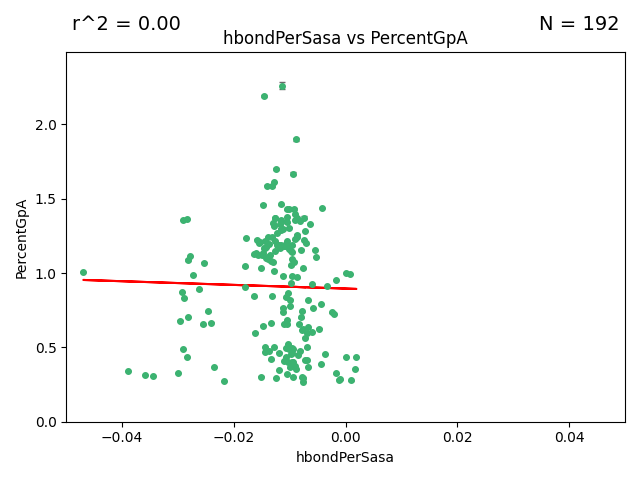 r^2 = 0.00
N = 192
hbondPerSasa vs PercentGpA
PercentGpA
2.0
1.5
1.0
0.5
0.0
−0.04
−0.02
0.00
0.02
0.04
hbondPerSasa